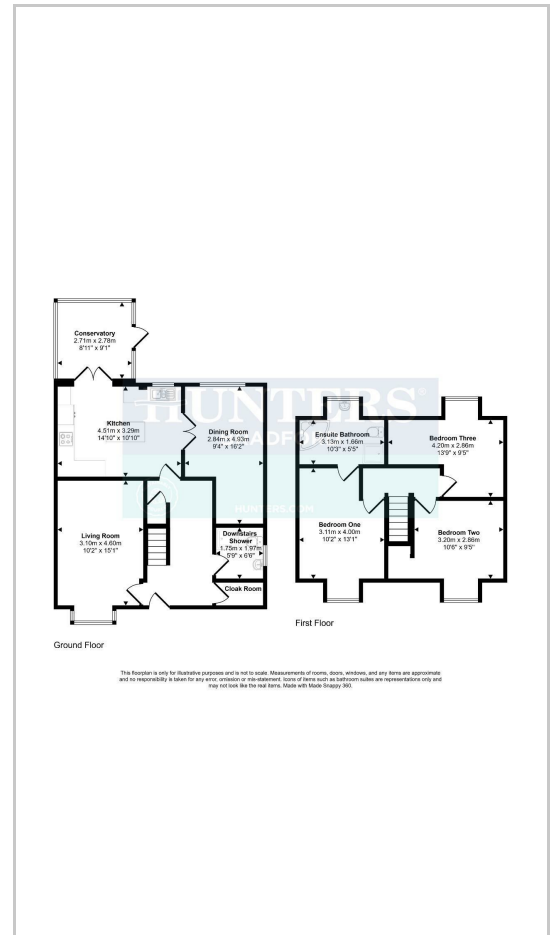 Conservatory
2.71m x 2.78m
8'11" x 9'1"
Kitchen
4.51m x 3.29m
14'10" x 10'10"
Dining Room
2.84m x 4.93m
9'4" x 16'2"
Living Room
3.10m x 4.60m
10'2" x 15'1"
Downstairs
Shower
1.75m x 1.97m
5'9" x 6'6"
Cloak Room
Ground Floor
Ensuite Bathroom
3.13m x 1.66m
10'3" x 5'5"
Bedroom Three
4.20m x 2.86m
13'9" x 9'5"
Bedroom One
3.11m x 4.00m
10'2" x 13'1"
Bedroom Two
3.20m x 2.86m
10'6" x 9'5"
First Floor
HUNTERS®
HUNTERS.COM
This floorplan is only for illustrative purposes and is not to scale. Measurements of rooms, doors, windows, and any items are approximate
and no responsibility is taken for any error, omission or mis-statement. Icons of items such as bathroom suites are representations only and
may not look like the real items. Made with Made Snappy 360.